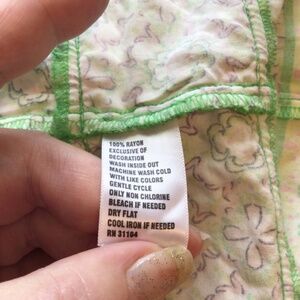 100% RAYON
EXCLUSIVE OF
DECORATION
WASH INSIDE OUT
MACHINE WASH COLD
WITH LIKE COLORS
GENTLE CYCLE
ONLY NON CHLORINE
BLEACH IF NEEDED
DRY FLAT
COOL IRON IF NEEDED
RN 31104